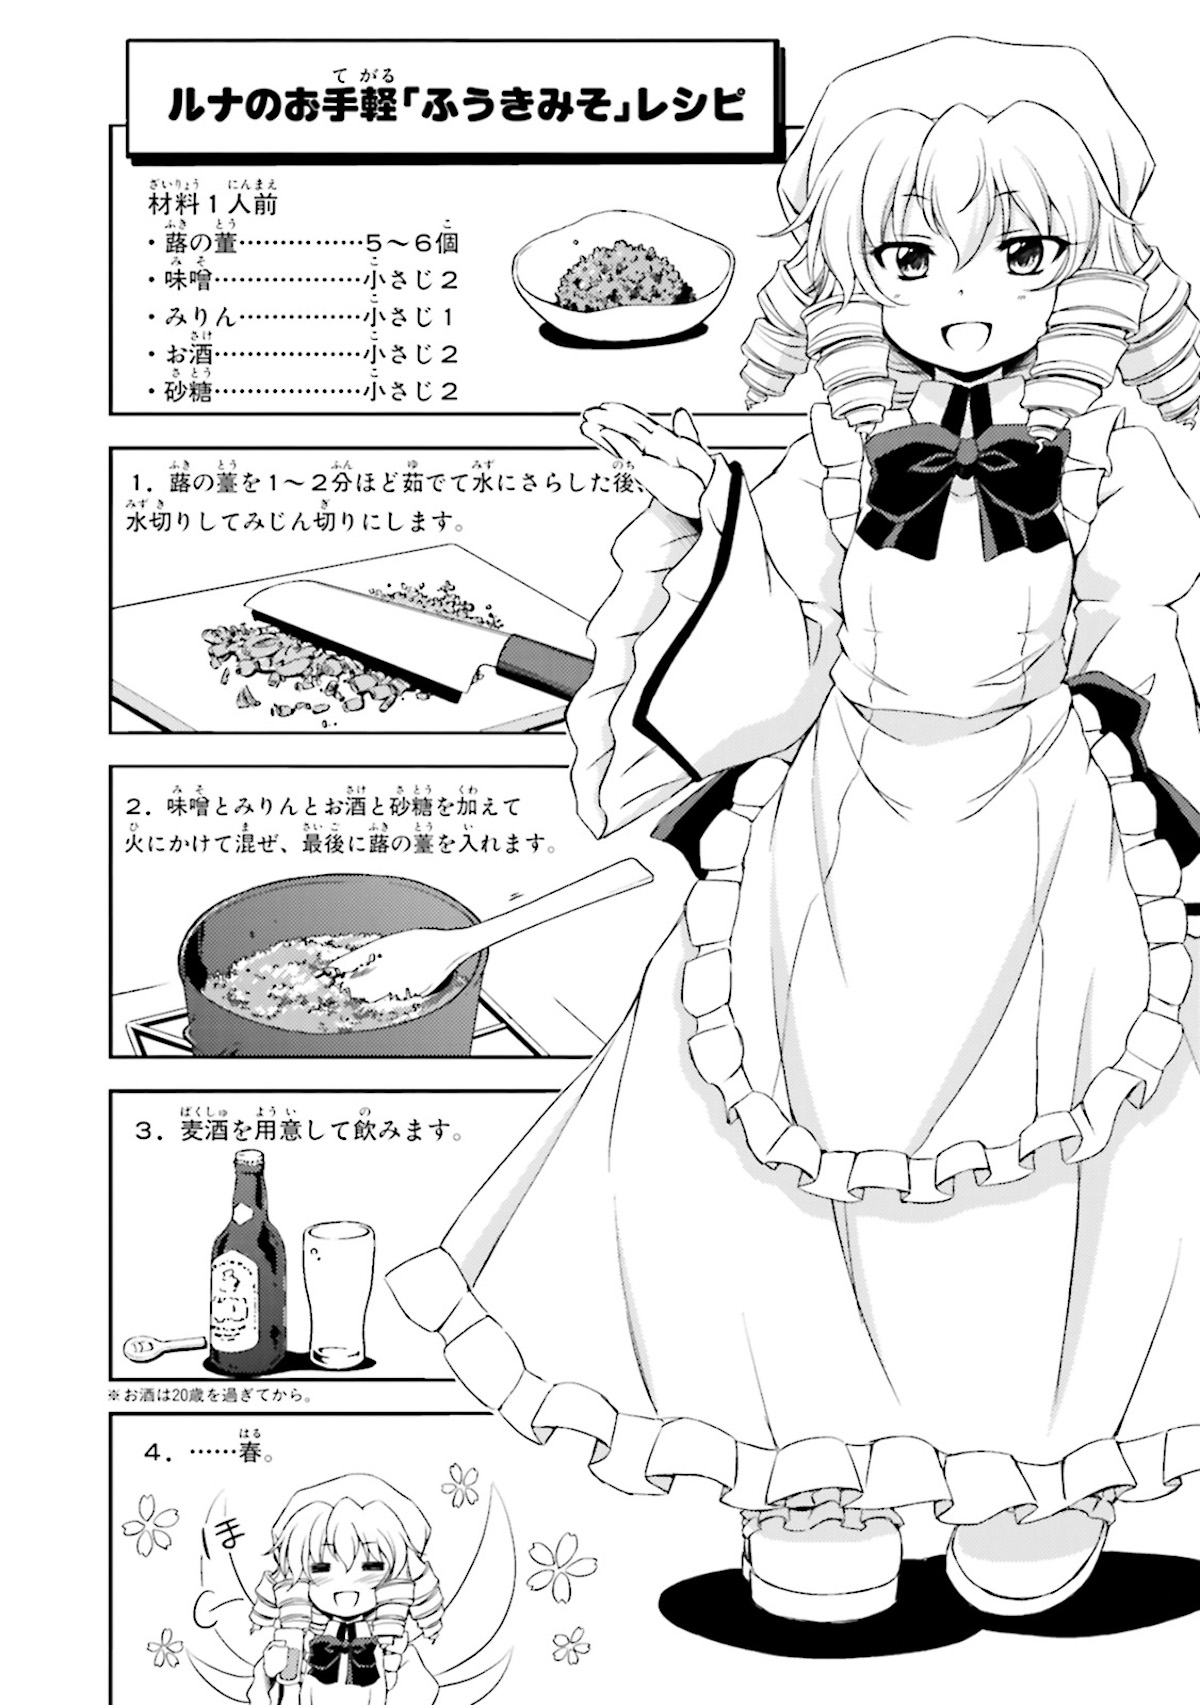 ルナのお手軽「ふうきみそ」レシピ
材料1人前
・蕗の薹……………5〜6個
・味噌………………小さじ2
・みりん……………小さじ1
・お酒………………小さじ2
・砂糖………………小さじ2
1. 蕗の薹を1〜2分ほど茹でて水にさらした後、
水切りしてみじん切りにします。
2. 味噌とみりんとお酒と砂糖を加えて
火にかけて混ぜ、最後に蕗の薹を入れます。
3. 麦酒を用意して飲みます。
※お酒は20歳を過ぎてから。
4. ……春。
ほっ